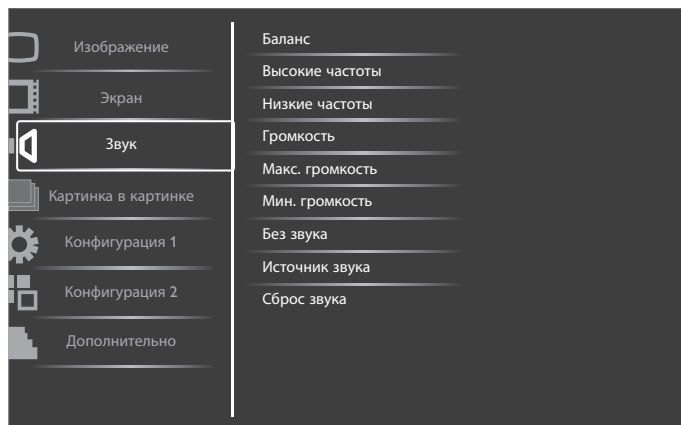 Изображение
Экран
Звук
Картинка в картинке
Конфигурация 1
Конфигурация 2
Дополнительно
Баланс
Высокие частоты
Низкие частоты
Громкость
Макс. громкость
Мин. громкость
Без звука
Источник звука
Сброс звука